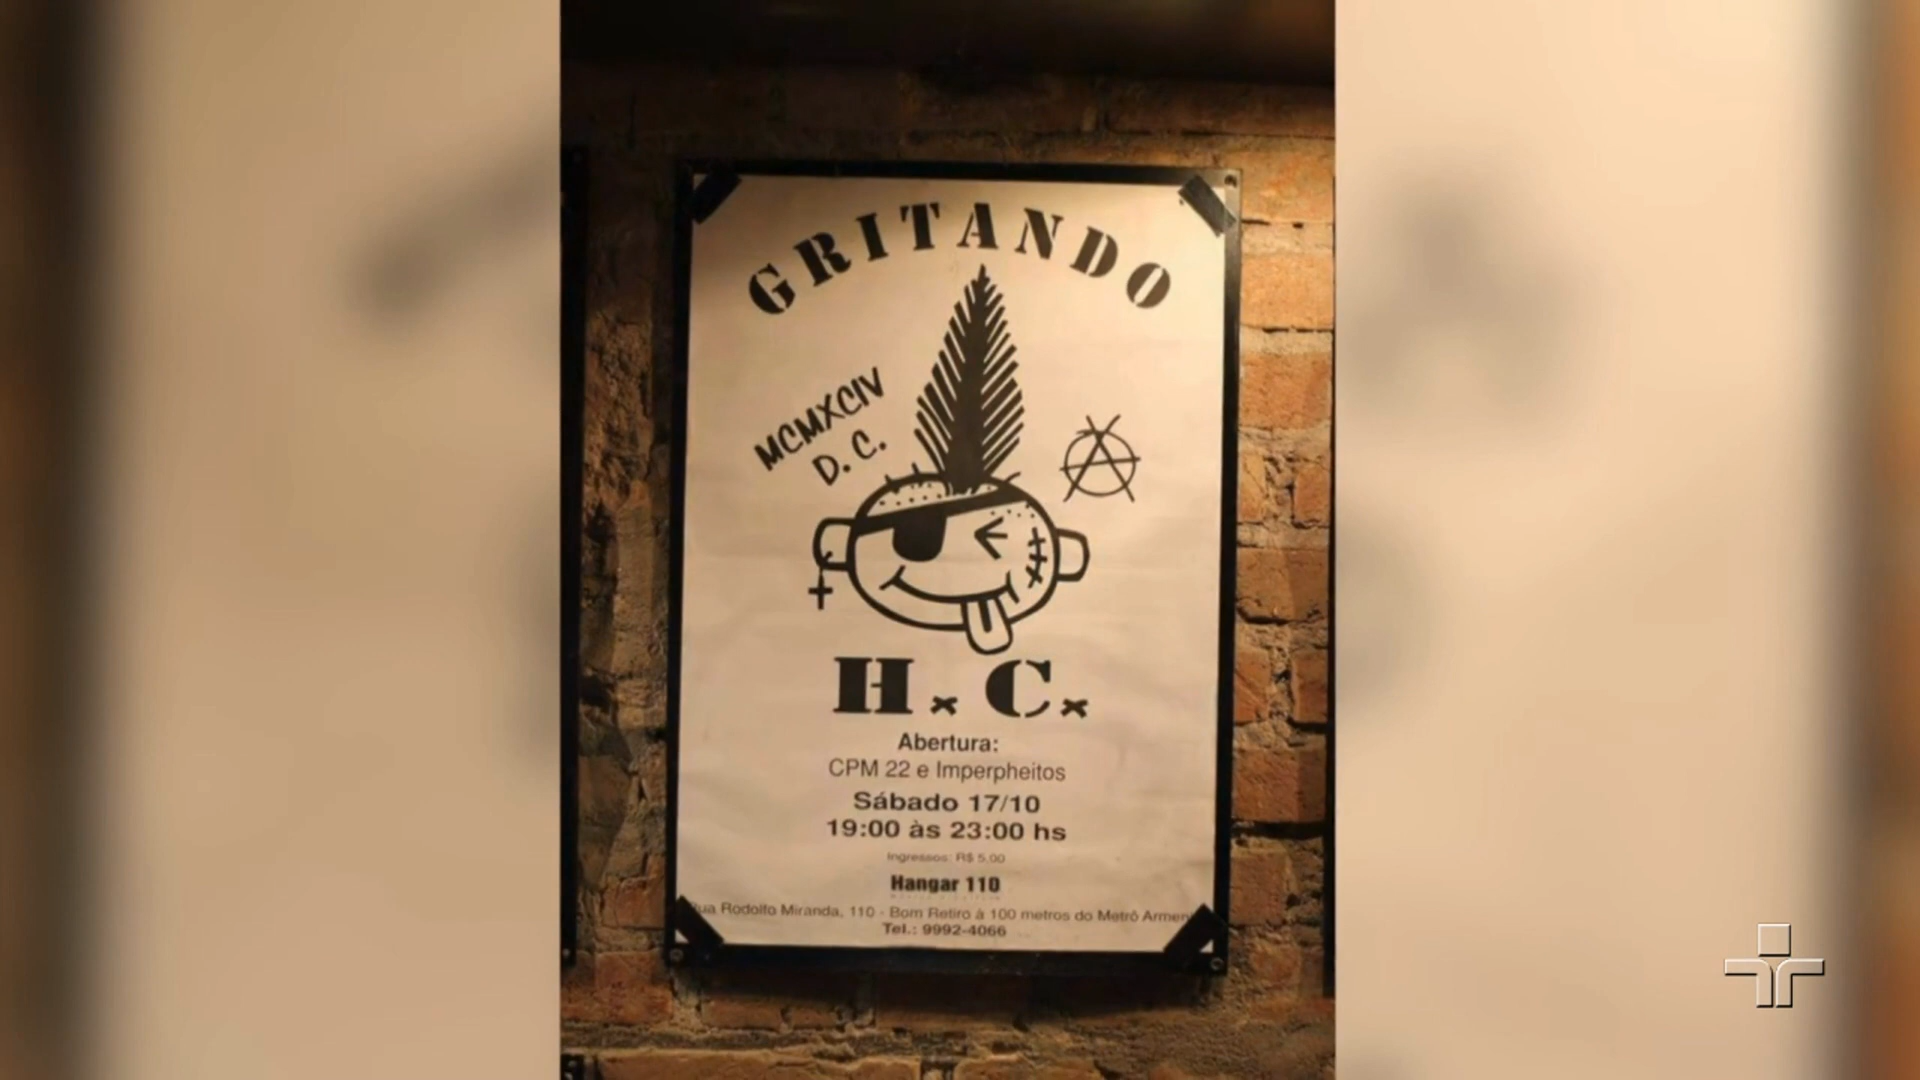 GRITANDO
MCMXCIV
D. C.
H. C.
Abertura:
CPM 22 e Imperpheitos
Sábado 17/10
19:00 às 23:00 hs
Ingressos: R$ 5,00
Hangar 110
Rodolfo Miranda, 110 - Bom Retiro à 100 metros do Metrô
Tel.: 9992-4066